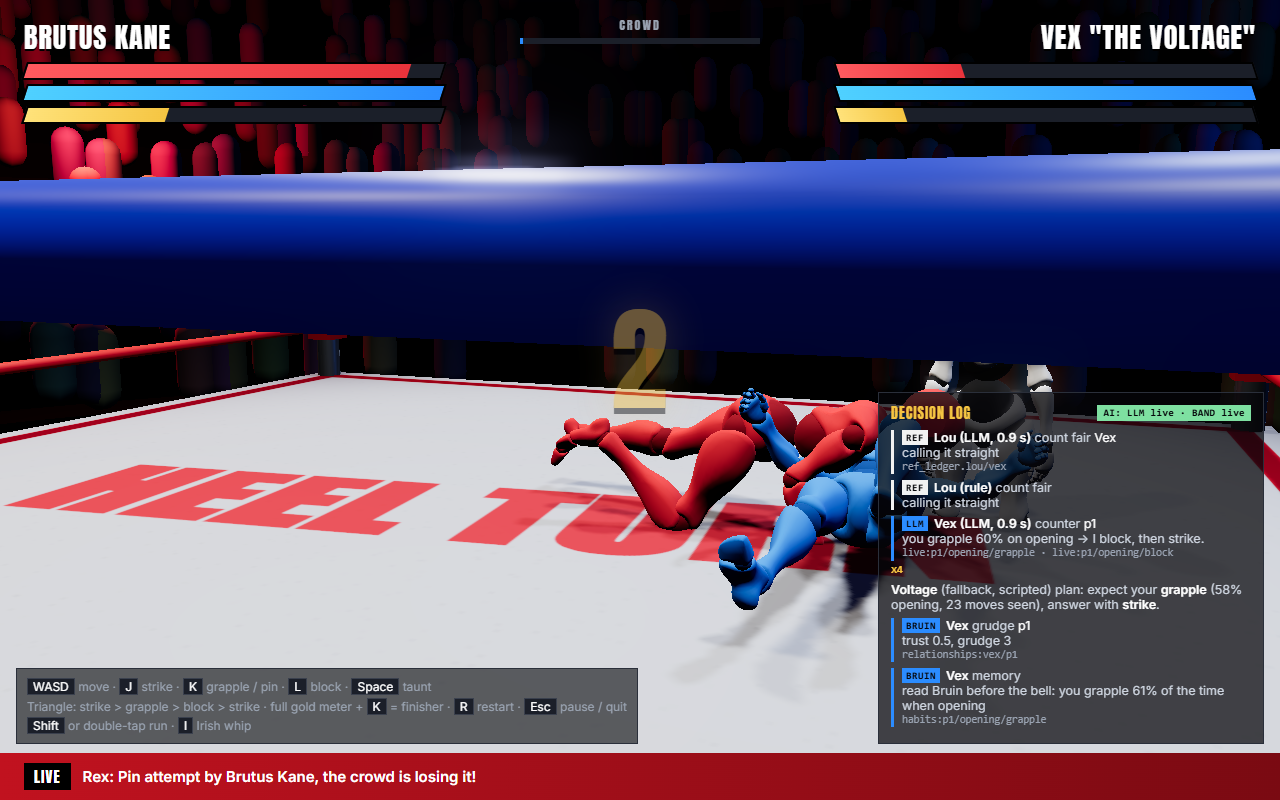 BRUTUS KANE
CROWD
VEX "THE VOLTAGE"
2
HEEL TUR
DECISION LOG
AI: LLM live · BAND live
REF Lou (LLM, 0.9 s) count fair Vex
calling it straight
ref_ledger.lou/vex
REF Lou (rule) count fair
calling it straight
LLM Vex (LLM, 0.9 s) counter p1
you grapple 60% on opening → I block, then strike.
live:p1/opening/grapple · live:p1/opening/block
x4
Voltage (fallback, scripted) plan: expect your grapple (58%
opening, 23 moves seen), answer with strike.
BRUIN Vex grudge p1
trust 0.5, grudge 3
relationships:vex/p1
BRUIN Vex memory
read Bruin before the bell: you grapple 61% of the time
when opening
habits:p1/opening/grapple
WASD move · J strike · K grapple / pin · L block · Space taunt
Triangle: strike > grapple > block > strike · full gold meter + K = finisher · R restart · Esc pause / quit
Shift or double-tap run · I Irish whip
LIVE Rex: Pin attempt by Brutus Kane, the crowd is losing it!